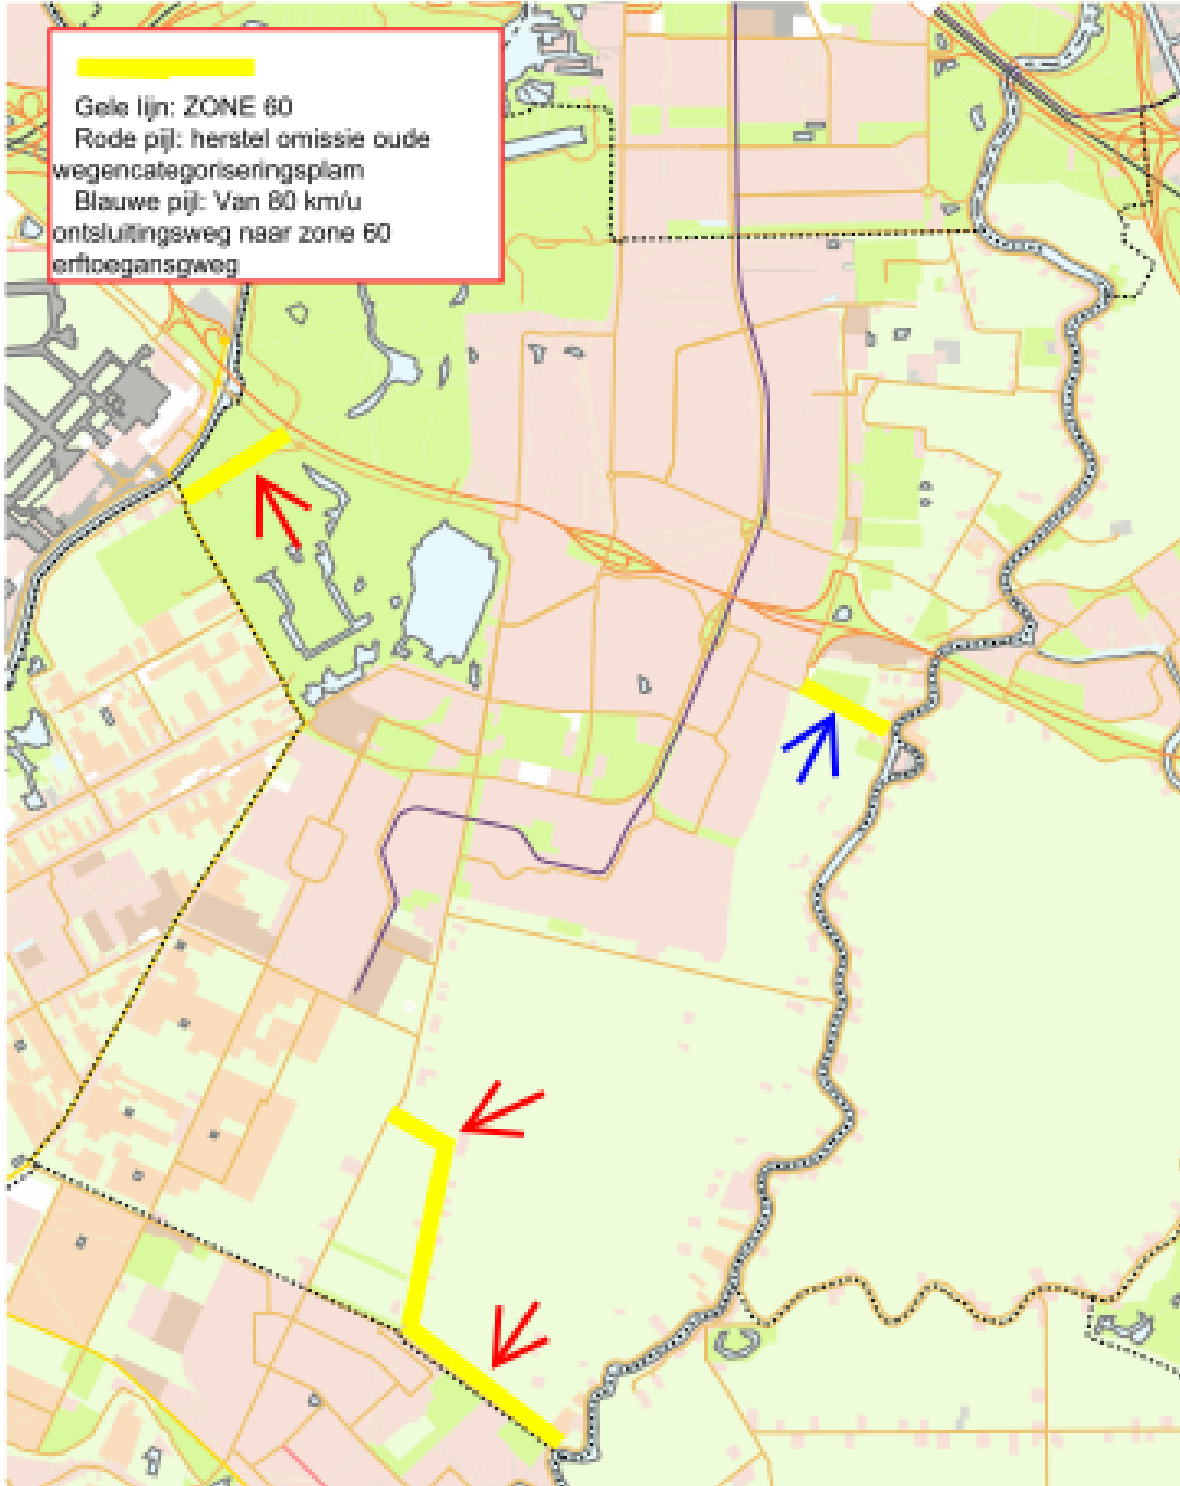 Gele lijn: ZONE 60
Rode pijl: herstel omissie oude
wegencategoriseringsplam
Blauwe pijl: Van 80 km/u
ontsluitingsweg naar zone 60
erftoegansgweg